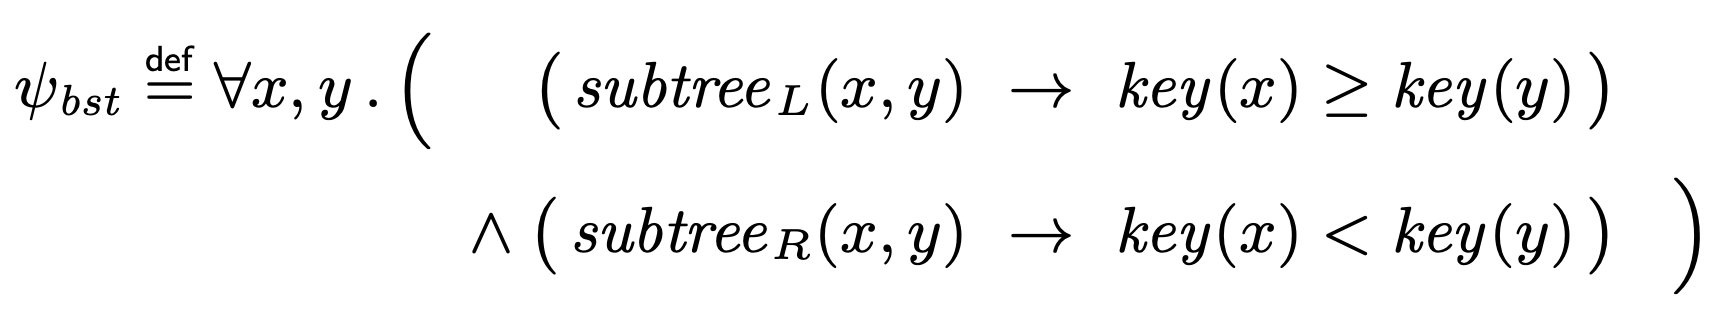 ψ_bst ≝ ∀x, y . ( ( subtree_L(x, y) → key(x) ≥ key(y) )
∧ ( subtree_R(x, y) → key(x) < key(y) ) )